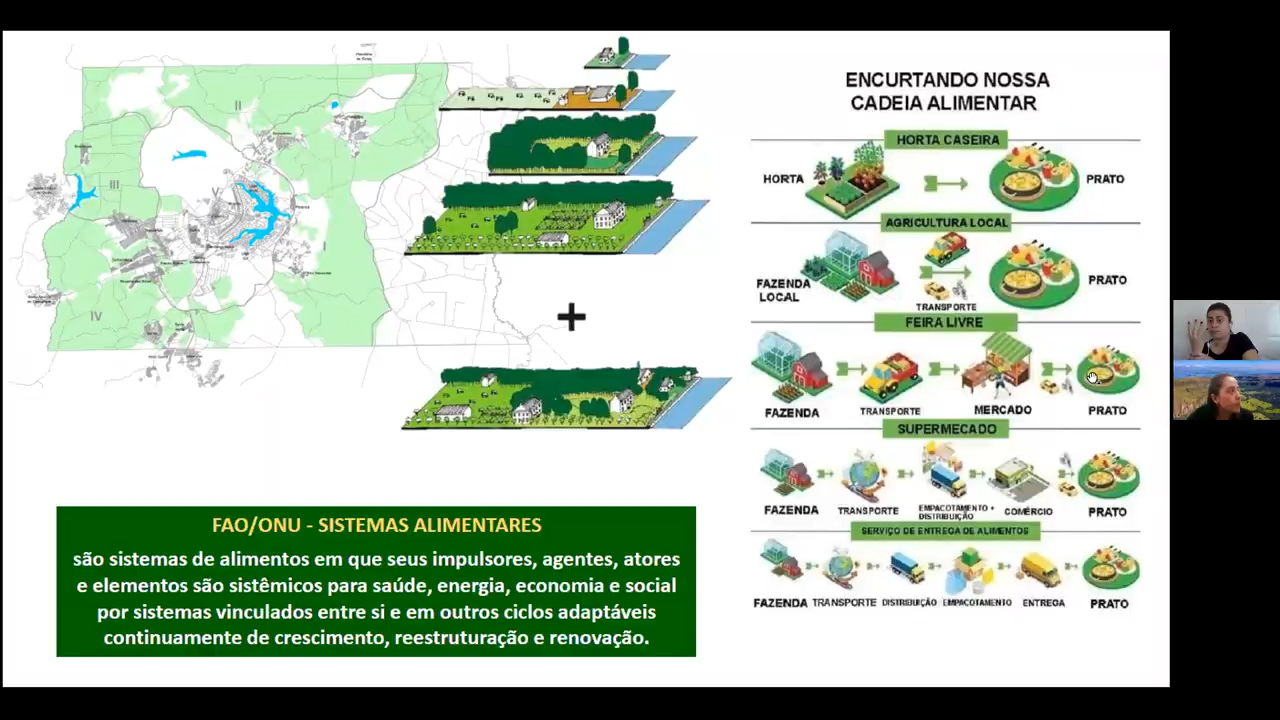 II
III
V
I
IV
+
FAO/ONU - SISTEMAS ALIMENTARES
são sistemas de alimentos em que seus impulsores, agentes, atores
e elementos são sistêmicos para saúde, energia, economia e social
por sistemas vinculados entre si e em outros ciclos adaptáveis
continuamente de crescimento, reestruturação e renovação.
ENCURTANDO NOSSA
CADEIA ALIMENTAR
HORTA CASEIRA
HORTA
PRATO
AGRICULTURA LOCAL
FAZENDA
LOCAL
TRANSPORTE
PRATO
FEIRA LIVRE
FAZENDA
TRANSPORTE
MERCADO
PRATO
SUPERMECADO
FAZENDA
TRANSPORTE
EMPACOTAMENTO +
DISTRIBUIÇÃO
COMÉRCIO
PRATO
SERVIÇO DE ENTREGA DE ALIMENTOS
FAZENDA
TRANSPORTE
DISTRIBUIÇÃO
EMPACOTAMENTO
ENTREGA
PRATO